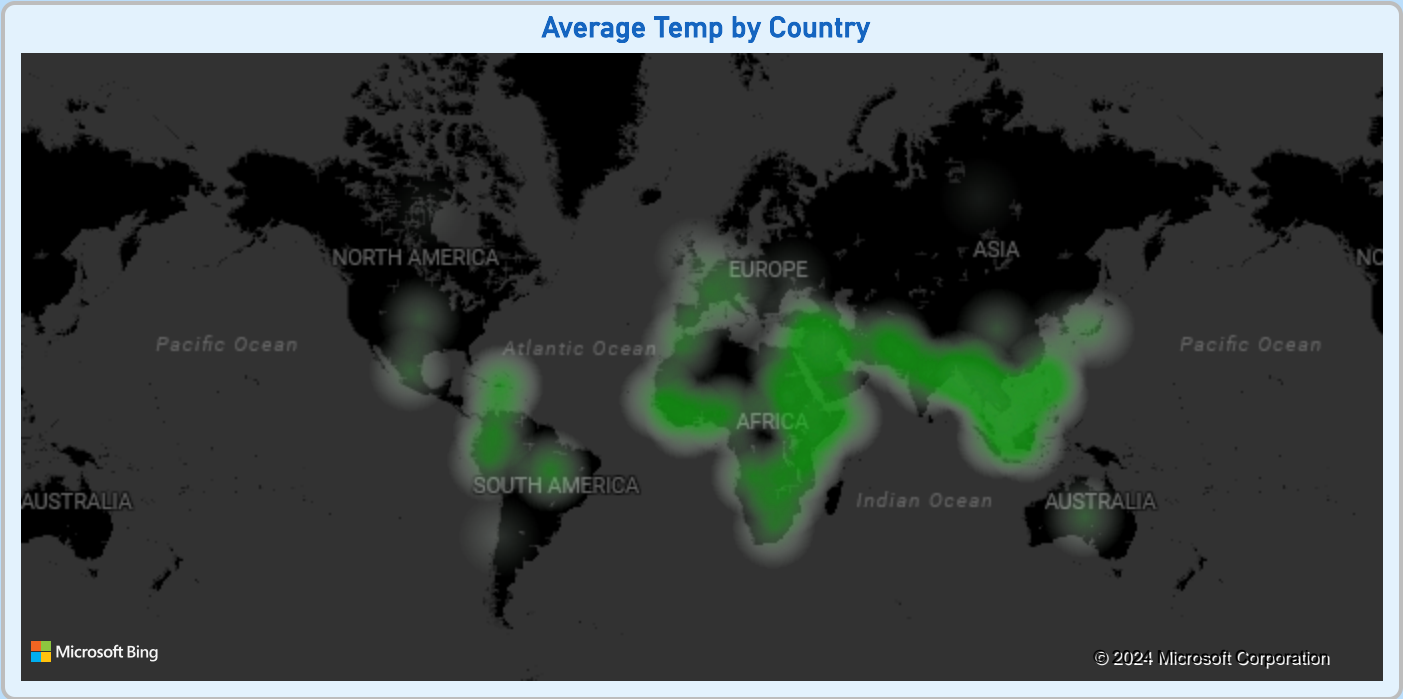 Average Temp by Country
NORTH AMERICA
EUROPE
ASIA
NC
Pacific Ocean
Atlantic Ocean
Pacific Ocean
AFRICA
SOUTH AMERICA
AUSTRALIA
Indian Ocean
AUSTRALIA
Microsoft Bing
© 2024 Microsoft Corporation